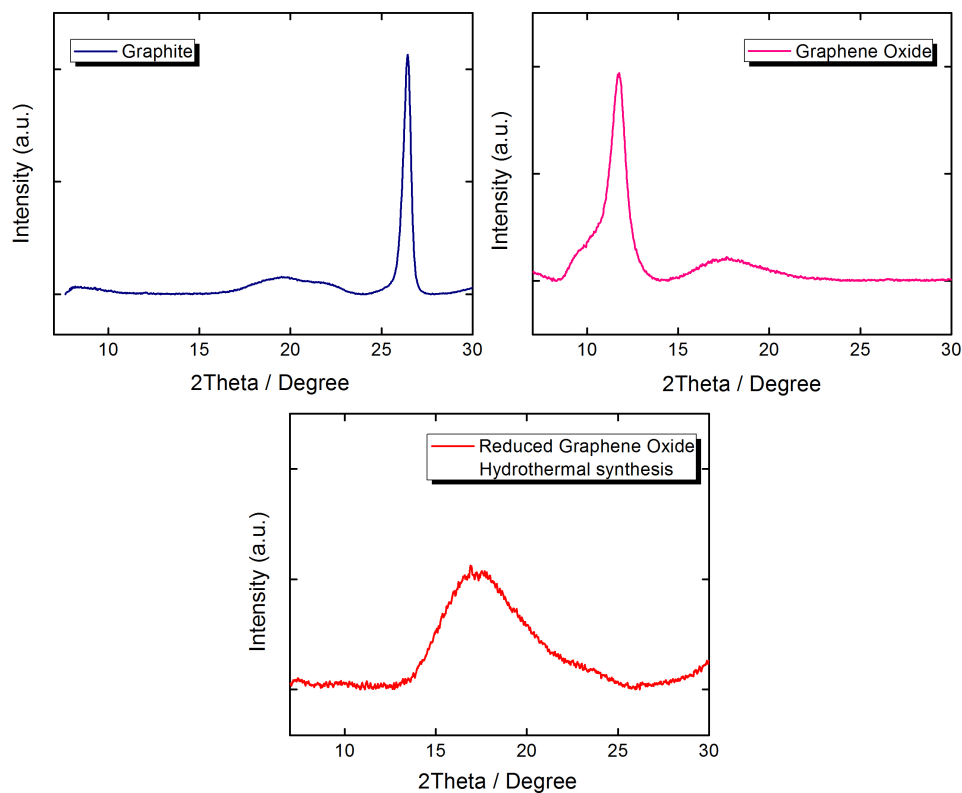 Graphite
Intensity (a.u.)
10 15 20 25 30
2Theta / Degree
Graphene Oxide
Intensity (a.u.)
10 15 20 25 30
2Theta / Degree
Reduced Graphene Oxide
Hydrothermal synthesis
Intensity (a.u.)
10 15 20 25 30
2Theta / Degree